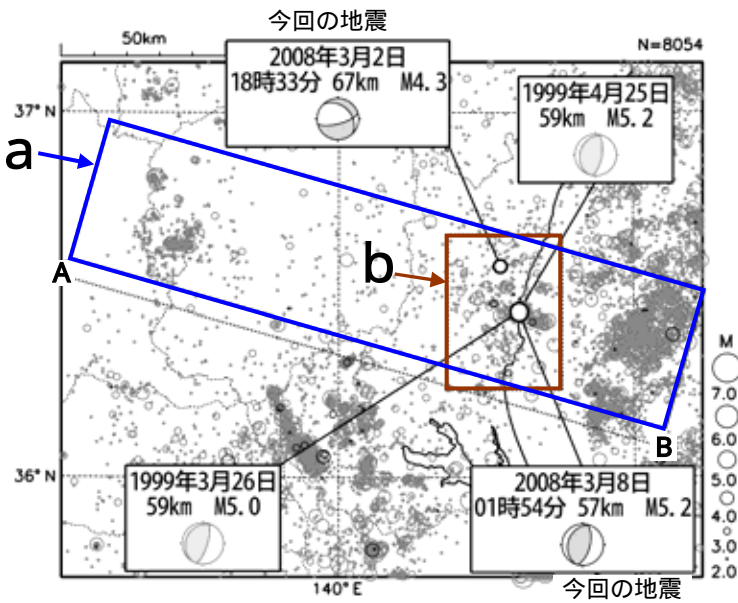 今回の地震
50km
N=8054
2008年3月2日
18時33分 67km M4.3
37°N
1999年4月25日
59km M5.2
a
b
A
M
7.0
6.0
5.0
4.0
3.0
2.0
B
36°N
1999年3月26日
59km M5.0
2008年3月8日
01時54分 57km M5.2
140°E
今回の地震